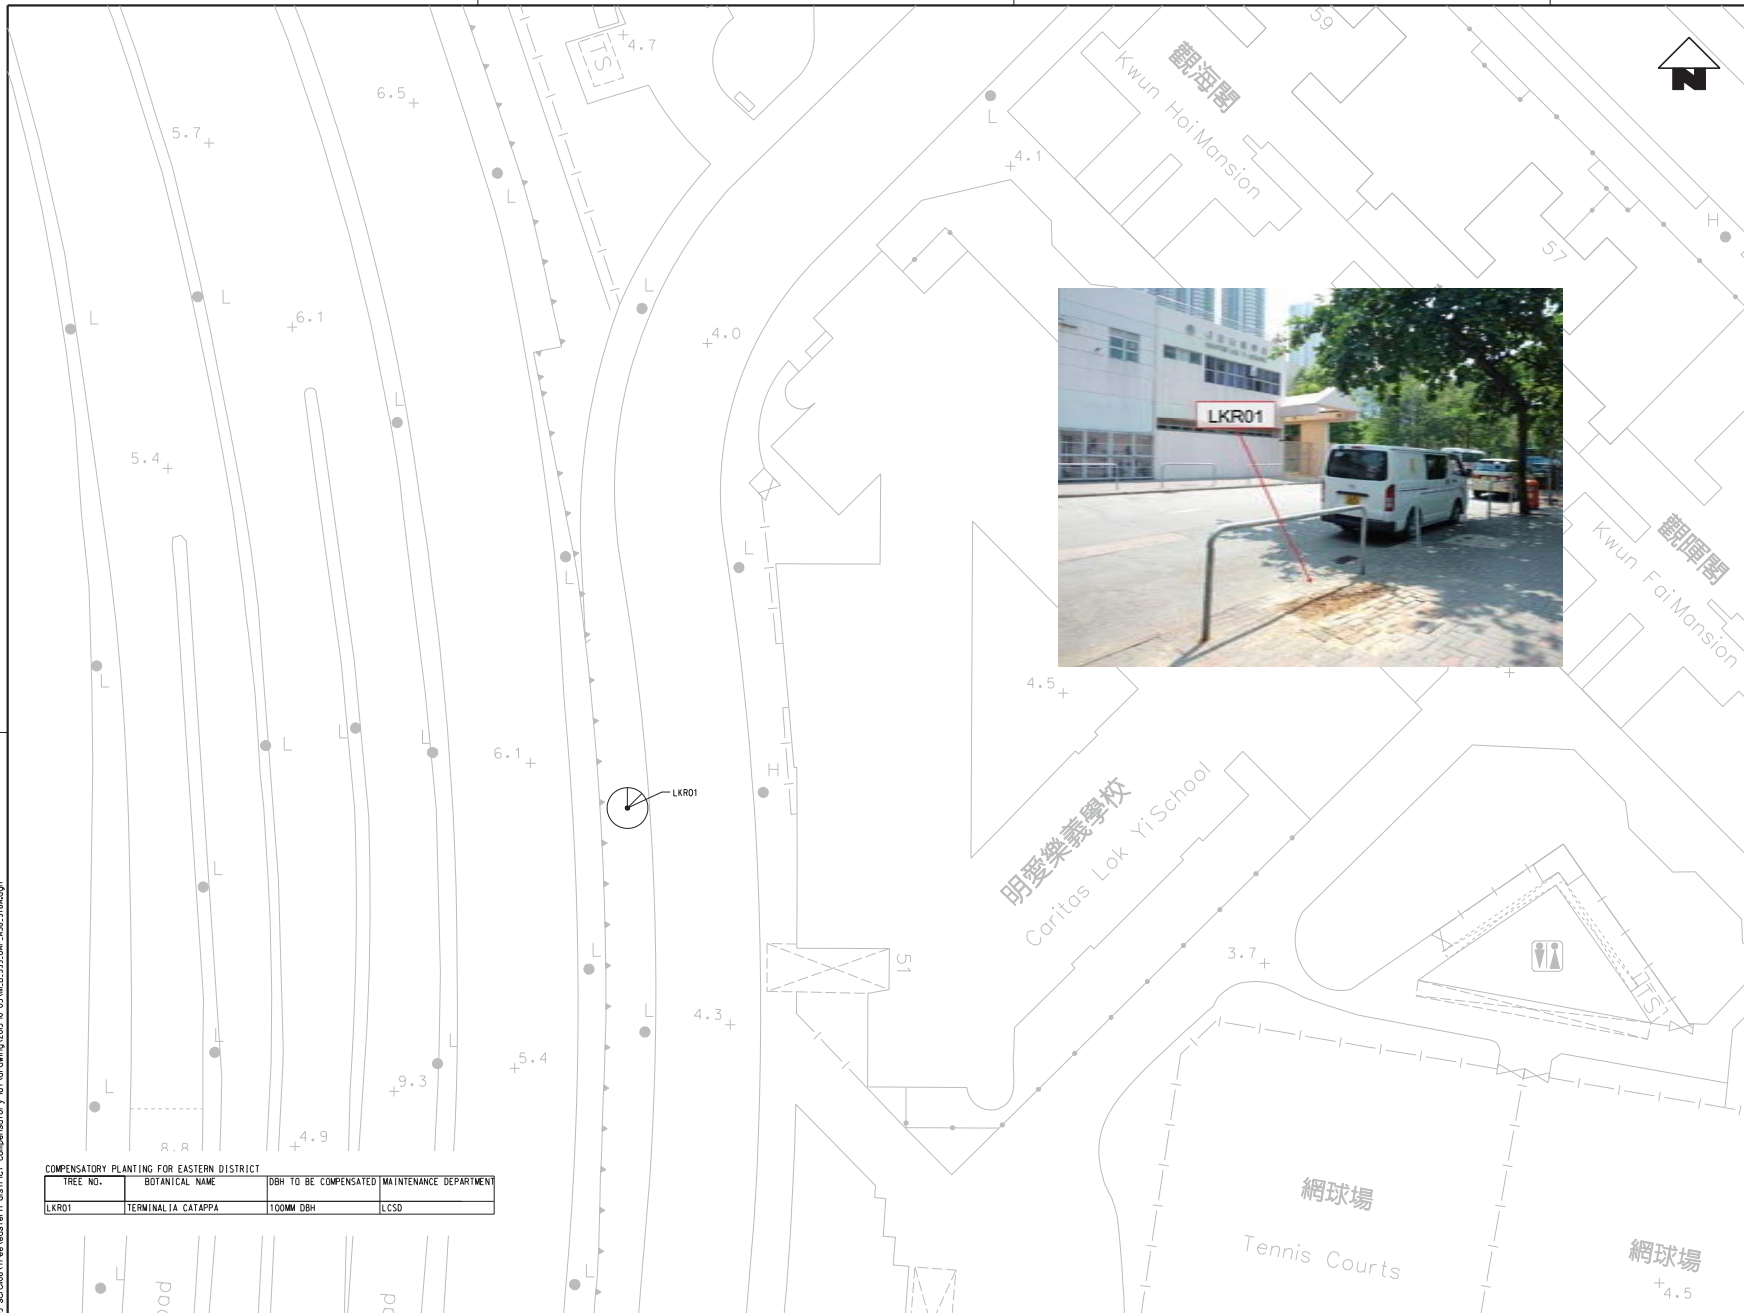 59
觀海閣
Kwun Hoi Mansion
N
TS
4.7
6.5
L
5.7
4.1
L
H
57
L
L
L
6.1
L
4.0
L
LKR01
5.4
L
L
觀暉閣
Kwun Fai Mansion
L
4.5
L
L
L
6.1
H
LKR01
明愛樂義學校
Caritas Lok Yi School
L
L
51
3.7
TS
L
4.3
L
L
5.4
9.3
L
4.9
8.8
COMPENSATORY PLANTING FOR EASTERN DISTRICT
TREE NO. BOTANICAL NAME DBH TO BE COMPENSATED MAINTENANCE DEPARTMENT
LKR01 TERMINALIA CATAPPA 100MM DBH LCSD
網球場
Tennis Courts
網球場
4.5
L
L